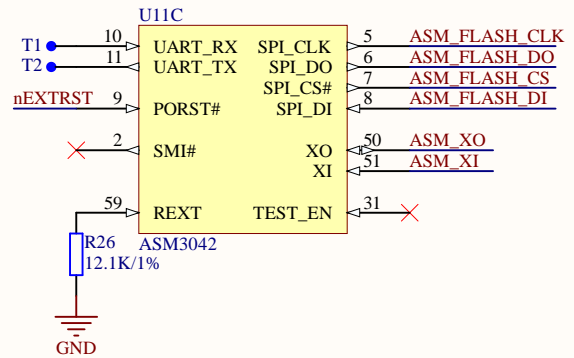 U11C
T1 10 UART_RX SPI_CLK 5 ASM_FLASH_CLK
T2 11 UART_TX SPI_DO 6 ASM_FLASH_DO
SPI_CS# 7 ASM_FLASH_CS
nEXTRST 9 PORST# SPI_DI 8 ASM_FLASH_DI
2 SMI# XO 50 ASM_XO
XI 51 ASM_XI
59 REXT TEST_EN 31
R26 ASM3042
12.1K/1%
GND